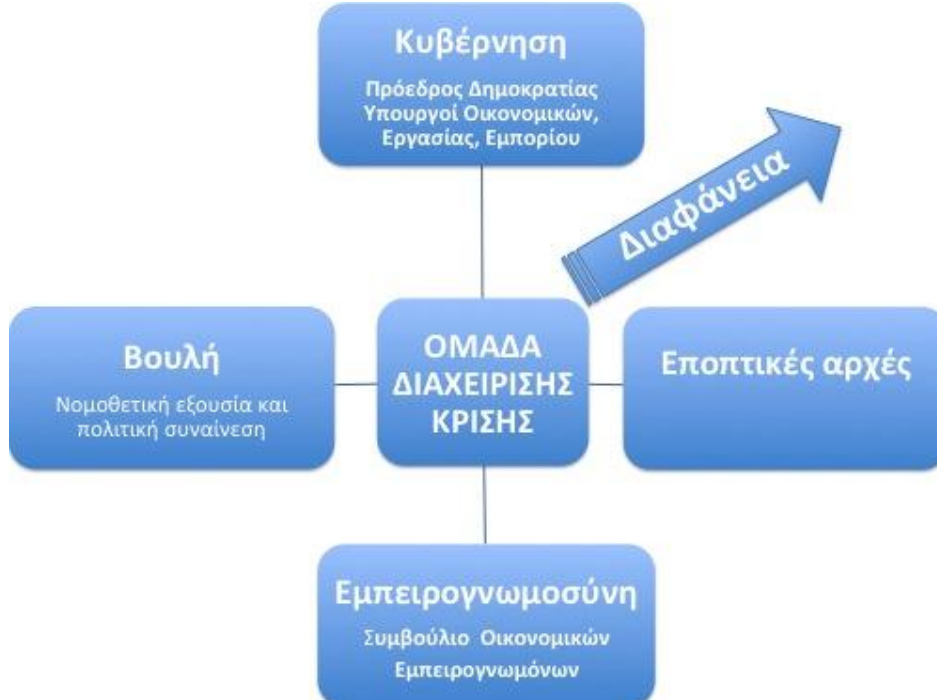 Κυβέρνηση
Πρόεδρος Δημοκρατίας
Υπουργοί Οικονομικών,
Εργασίας, Εμπορίου
Διαφάνεια
Βουλή
Νομοθετική εξουσία και
πολιτική συναίνεση
ΟΜΑΔΑ
ΔΙΑΧΕΙΡΙΣΗΣ
ΚΡΙΣΗΣ
Εποπτικές αρχές
Εμπειρογνωμοσύνη
Συμβούλιο Οικονομικών
Εμπειρογνωμόνων